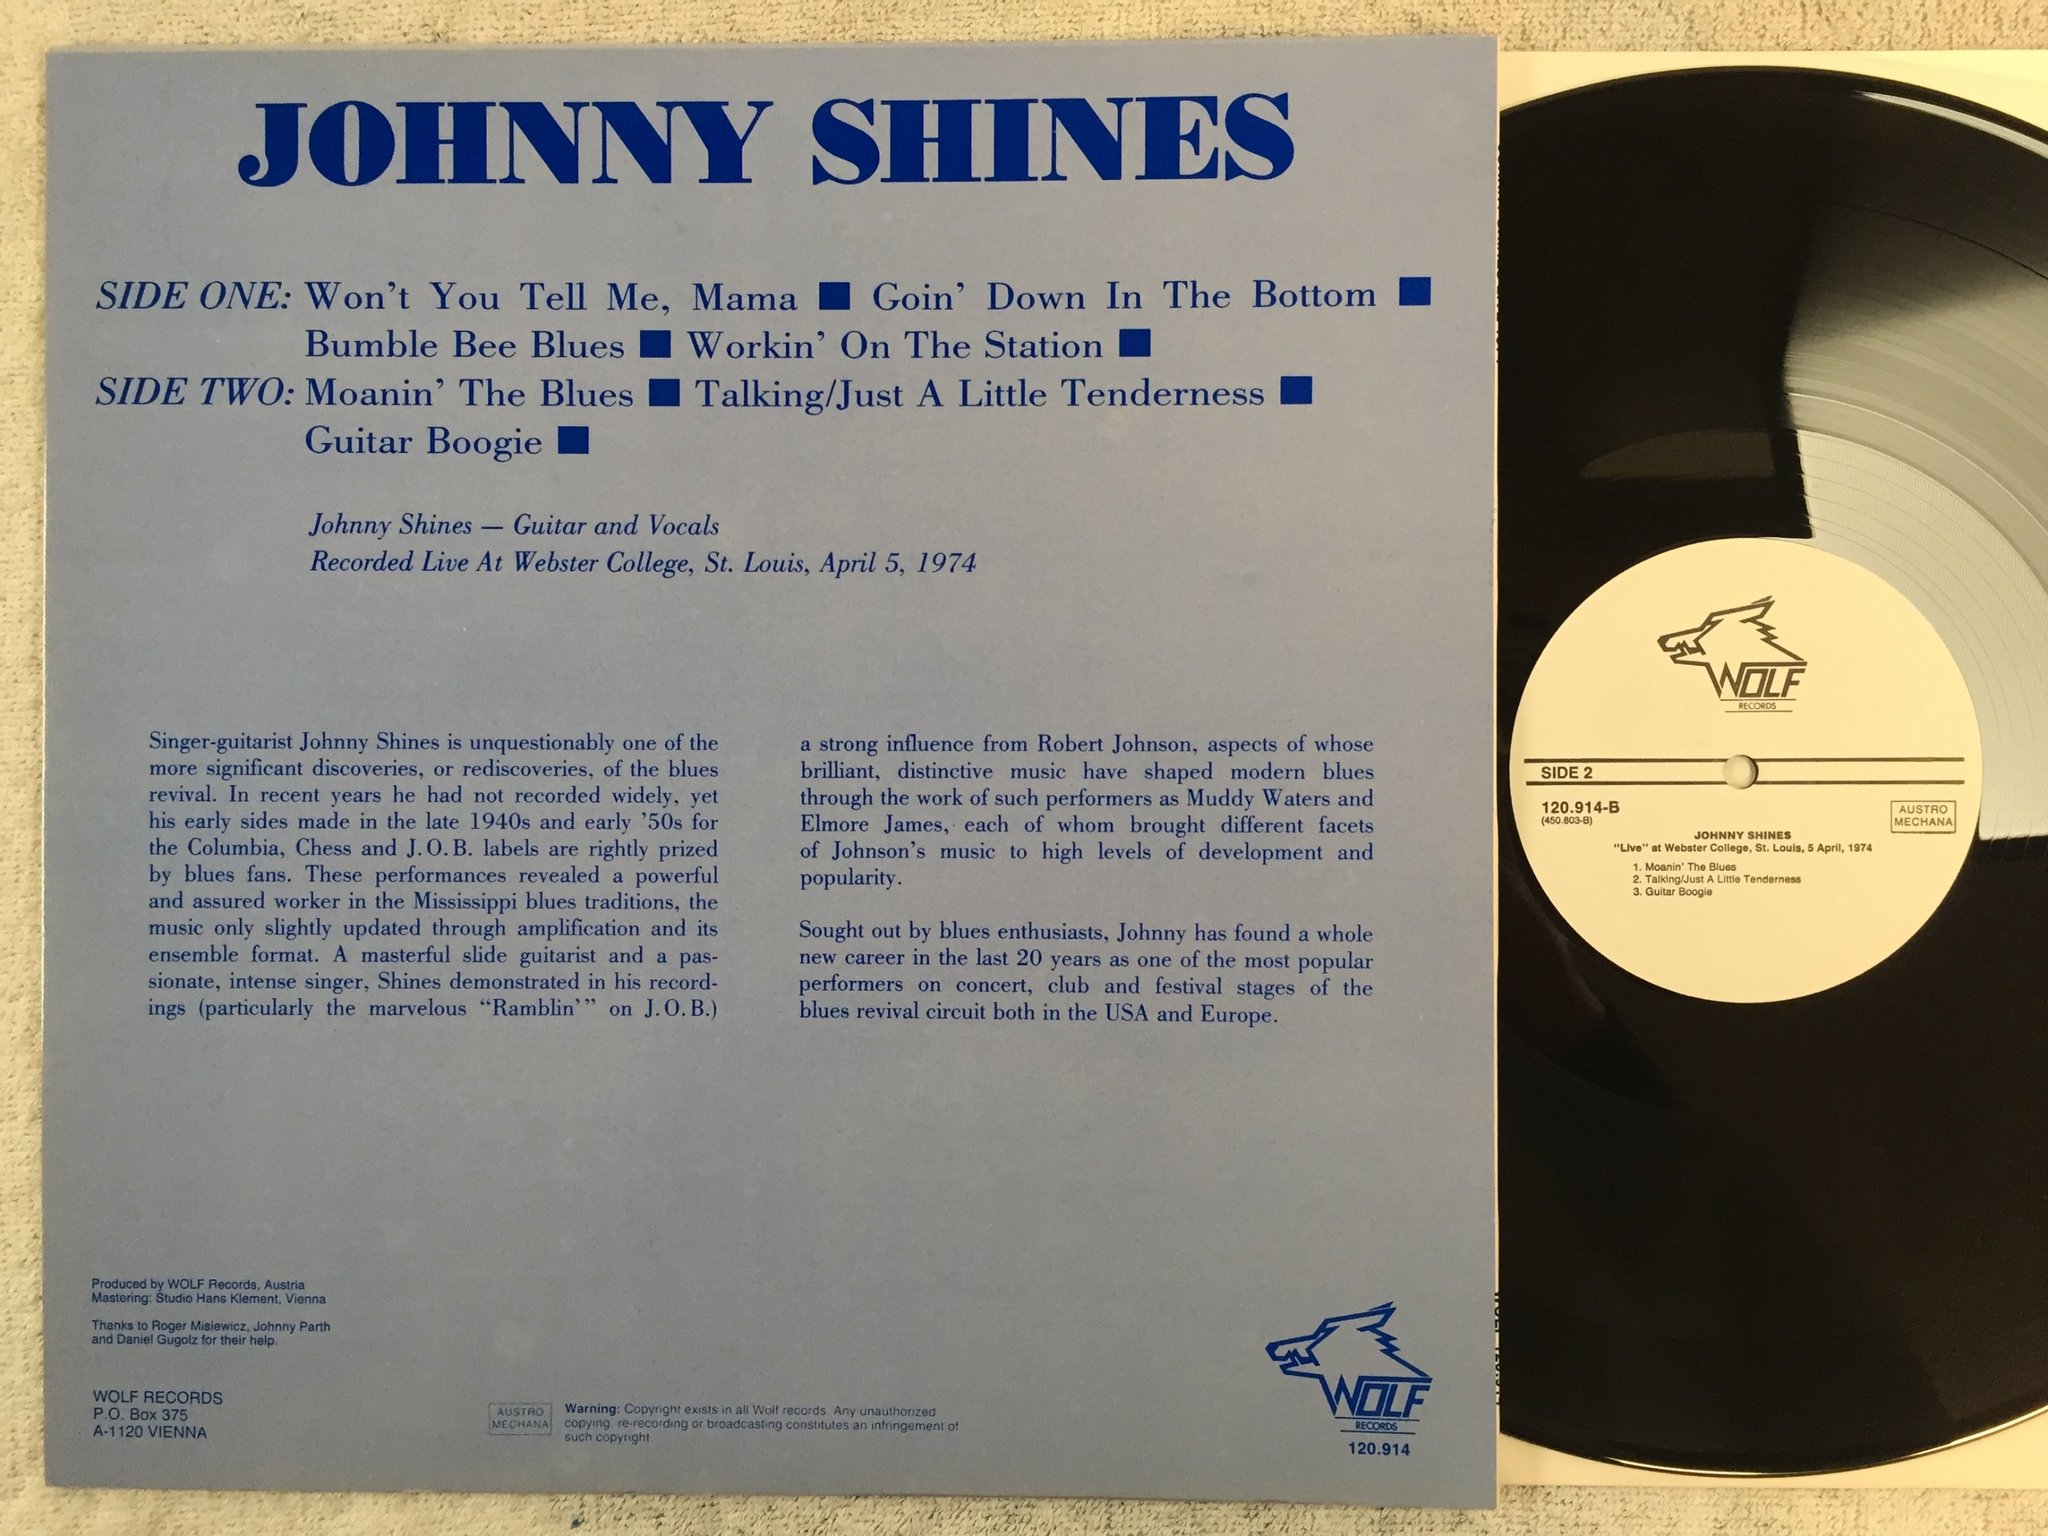 JOHNNY SHINES
SIDE ONE: Won't You Tell Me, Mama ■ Goin' Down In The Bottom ■
Bumble Bee Blues ■ Workin' On The Station ■
SIDE TWO: Moanin' The Blues ■ Talking/Just A Little Tenderness ■
Guitar Boogie ■
Johnny Shines — Guitar and Vocals
Recorded Live At Webster College, St. Louis, April 5, 1974
Singer-guitarist Johnny Shines is unquestionably one of the
more significant discoveries, or rediscoveries, of the blues
revival. In recent years he had not recorded widely, yet
his early sides made in the late 1940s and early '50s for
the Columbia, Chess and J.O.B. labels are rightly prized
by blues fans. These performances revealed a powerful
and assured worker in the Mississippi blues traditions, the
music only slightly updated through amplification and its
ensemble format. A masterful slide guitarist and a pas-
sionate, intense singer, Shines demonstrated in his record-
ings (particularly the marvelous "Ramblin'" on J.O.B.)
a strong influence from Robert Johnson, aspects of whose
brilliant, distinctive music have shaped modern blues
through the work of such performers as Muddy Waters and
Elmore James, each of whom brought different facets
of Johnson's music to high levels of development and
popularity.
Sought out by blues enthusiasts, Johnny has found a whole
new career in the last 20 years as one of the most popular
performers on concert, club and festival stages of the
blues revival circuit both in the USA and Europe.
Produced by WOLF Records, Austria
Mastering: Studio Hans Klement, Vienna
Thanks to Roger Misiewicz, Johnny Parth
and Daniel Gugolz for their help.
WOLF RECORDS
P.O. Box 375
A-1120 VIENNA
AUSTRO
MECHANA
Warning: Copyright exists in all Wolf records. Any unauthorized
copying, re-recording or broadcasting constitutes an infringement of
such copyright
WOLF
RECORDS
120.914
WOLF
RECORDS
SIDE 2
120.914-B
(450.803-B)
AUSTRO
MECHANA
JOHNNY SHINES
"Live" at Webster College, St. Louis, 5 April, 1974
1. Moanin' The Blues
2. Talking/Just A Little Tenderness
3. Guitar Boogie